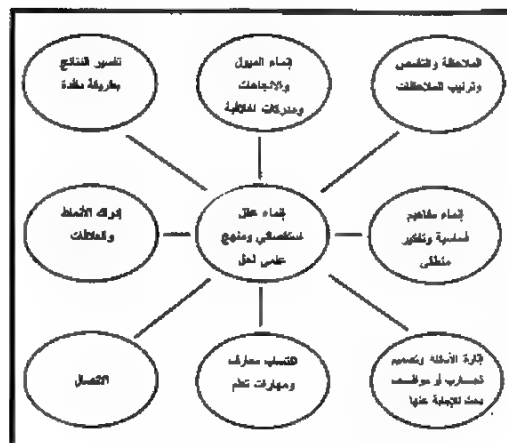 الملاحظة والتفحص
وترتيب الملاحظات
إنماء الميول
والاتجاهات
ومدركات اخلاقية
تفسير النتائج
بطريقة ناقدة
إنماء مفاهيم
أساسية وتفكير
منطقي
إنماء عقل
استقصائي ومنهج
علمي لحل
إدراك الأنماط
والعلاقات
إثارة الأسئلة وتصميم
تجارب أو مواقف
بحث للإجابة عنها
اكتساب معارف
ومهارات تعلم
الاتصال